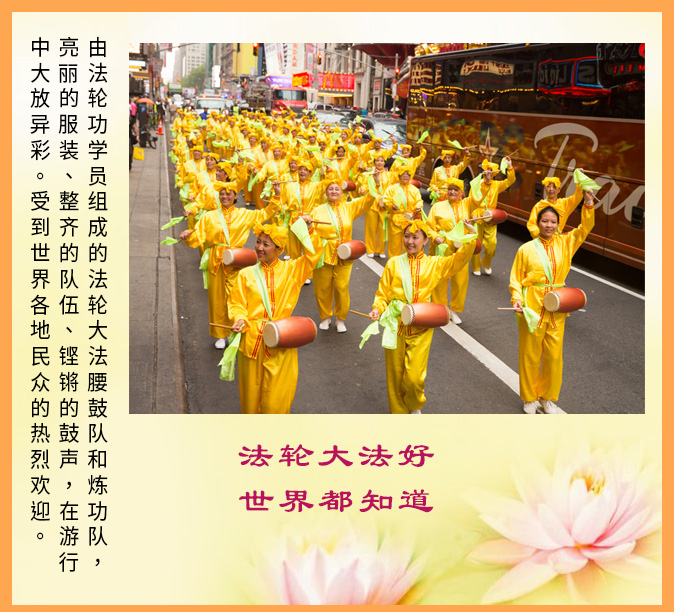 由法轮功学员组成的法轮大法腰鼓队和炼功队，
亮丽的服装、整齐的队伍、铿锵的鼓声，在游行
中大放异彩。受到世界各地民众的热烈欢迎。
法轮大法好
世界都知道